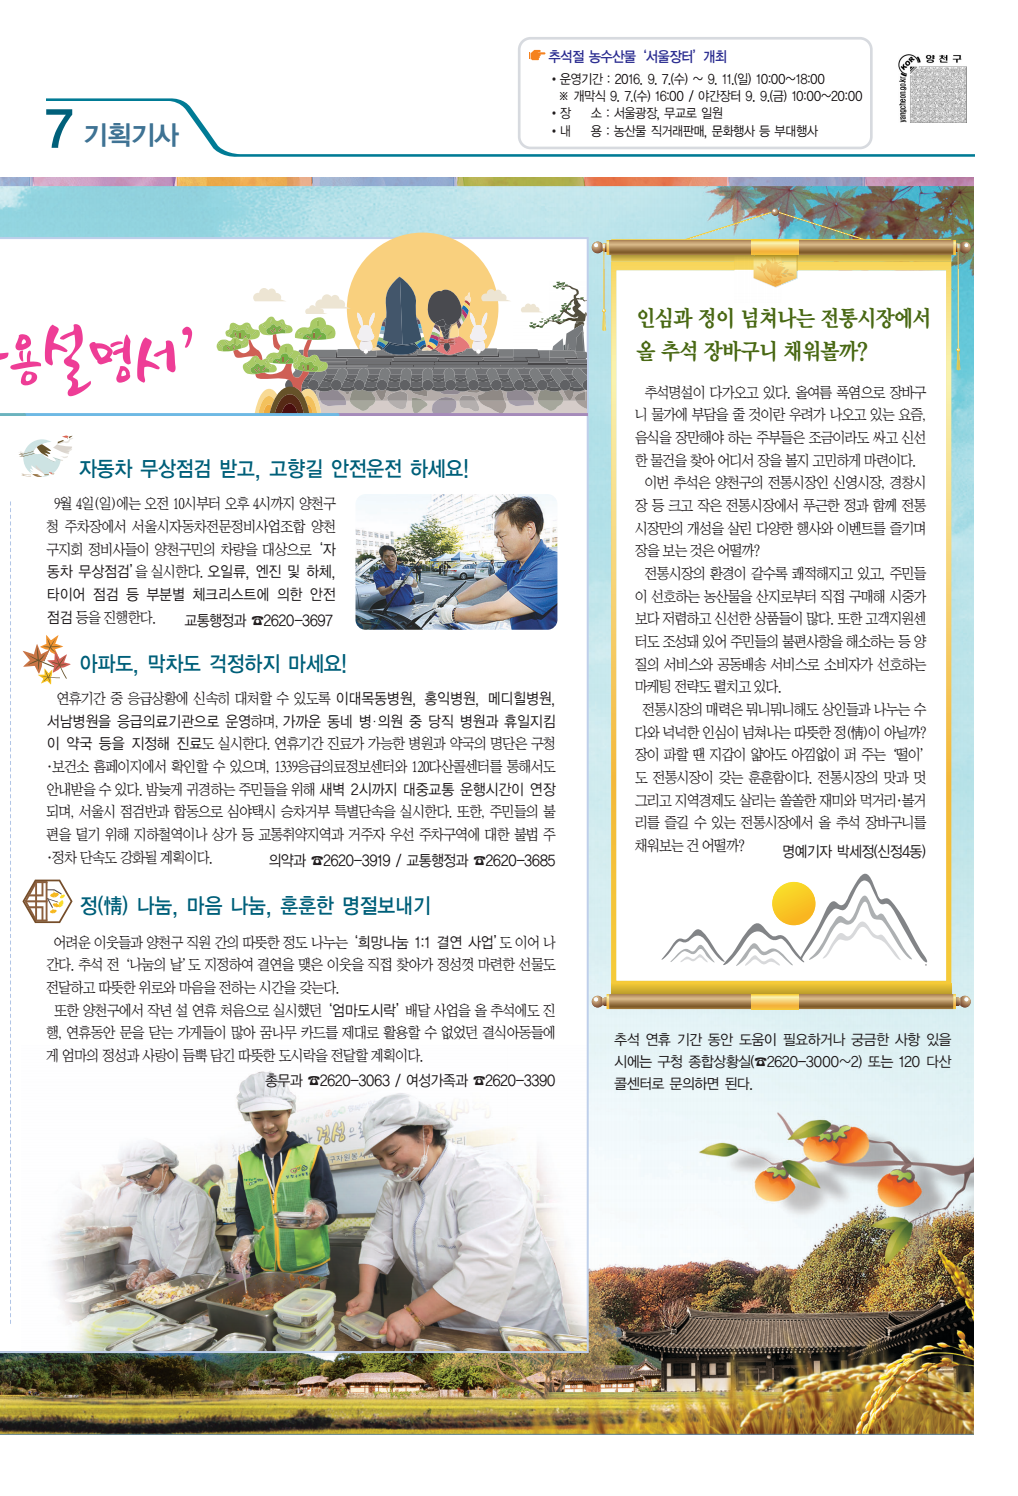 추석절 농수산물 ‘서울장터’ 개최
• 운영기간 : 2016. 9. 7.(수) ~ 9. 11.(일) 10:00~18:00
※ 개막식 9. 7.(수) 16:00 / 야간장터 9. 9.(금) 10:00~20:00
• 장 소 : 서울광장, 무교로 일원
• 내 용 : 농산물 직거래판매, 문화행사 등 부대행사
양천구
7 기획기사
용설명서’
자동차 무상점검 받고, 고향길 안전운전 하세요!
9월 4일(일)에는 오전 10시부터 오후 4시까지 양천구
청 주차장에서 서울시자동차전문정비사업조합 양천
구지회 정비사들이 양천구민의 차량을 대상으로 ‘자
동차 무상점검’을 실시한다. 오일류, 엔진 및 하체,
타이어 점검 등 부분별 체크리스트에 의한 안전
점검 등을 진행한다. 교통행정과 ☎2620-3697
아파도, 막차도 걱정하지 마세요!
연휴기간 중 응급상황에 신속히 대처할 수 있도록 이대목동병원, 홍익병원, 메디힐병원,
서남병원을 응급의료기관으로 운영하며, 가까운 동네 병·의원 중 당직 병원과 휴일지킴
이 약국 등을 지정해 진료도 실시한다. 연휴기간 진료가 가능한 병원과 약국의 명단은 구청
·보건소 홈페이지에서 확인할 수 있으며, 1339응급의료정보센터와 120다산콜센터를 통해서도
안내받을 수 있다. 밤늦게 귀경하는 주민들을 위해 새벽 2시까지 대중교통 운행시간이 연장
되며, 서울시 점검반과 합동으로 심야택시 승차거부 특별단속을 실시한다. 또한, 주민들의 불
편을 덜기 위해 지하철역이나 상가 등 교통취약지역과 거주자 우선 주차구역에 대한 불법 주
·정차 단속도 강화될 계획이다. 의약과 ☎2620-3919 / 교통행정과 ☎2620-3685
정(情) 나눔, 마음 나눔, 훈훈한 명절보내기
어려운 이웃들과 양천구 직원 간의 따뜻한 정도 나누는 ‘희망나눔 1:1 결연 사업’도 이어 나
간다. 추석 전 ‘나눔의 날’도 지정하여 결연을 맺은 이웃을 직접 찾아가 정성껏 마련한 선물도
전달하고 따뜻한 위로와 마음을 전하는 시간을 갖는다.
또한 양천구에서 작년 설 연휴 처음으로 실시했던 ‘엄마도시락’ 배달 사업을 올 추석에도 진
행, 연휴동안 문을 닫는 가게들이 많아 꿈나무 카드를 제대로 활용할 수 없었던 결식아동들에
게 엄마의 정성과 사랑이 듬뿍 담긴 따뜻한 도시락을 전달할 계획이다.
총무과 ☎2620-3063 / 여성가족과 ☎2620-3390
인심과 정이 넘쳐나는 전통시장에서
올 추석 장바구니 채워볼까?
추석명절이 다가오고 있다. 올여름 폭염으로 장바구
니 물가에 부담을 줄 것이란 우려가 나오고 있는 요즘,
음식을 장만해야 하는 주부들은 조금이라도 싸고 신선
한 물건을 찾아 어디서 장을 볼지 고민하게 마련이다.
이번 추석은 양천구의 전통시장인 신영시장, 경창시
장 등 크고 작은 전통시장에서 푸근한 정과 함께 전통
시장만의 개성을 살린 다양한 행사와 이벤트를 즐기며
장을 보는 것은 어떨까?
전통시장의 환경이 갈수록 쾌적해지고 있고, 주민들
이 선호하는 농산물을 산지로부터 직접 구매해 시중가
보다 저렴하고 신선한 상품들이 많다. 또한 고객지원센
터도 조성돼 있어 주민들의 불편사항을 해소하는 등 양
질의 서비스와 공동배송 서비스로 소비자가 선호하는
마케팅 전략도 펼치고 있다.
전통시장의 매력은 뭐니뭐니해도 상인들과 나누는 수
다와 넉넉한 인심이 넘쳐나는 따뜻한 정(情)이 아닐까?
장이 파할 땐 지갑이 얇아도 아낌없이 퍼 주는 ‘떨이’
도 전통시장이 갖는 훈훈함이다. 전통시장의 맛과 멋
그리고 지역경제도 살리는 쏠쏠한 재미와 먹거리·볼거
리를 즐길 수 있는 전통시장에서 올 추석 장바구니를
채워보는 건 어떨까? 명예기자 박세정(신정4동)
추석 연휴 기간 동안 도움이 필요하거나 궁금한 사항 있을
시에는 구청 종합상황실(☎2620-3000~2) 또는 120 다산
콜센터로 문의하면 된다.